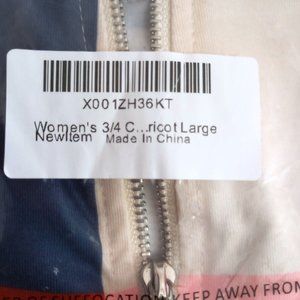 X001ZH36KT
Women's 3/4 C...ricot Large
NewItem Made In China
SUFFOCATION KEEP AWAY FROM